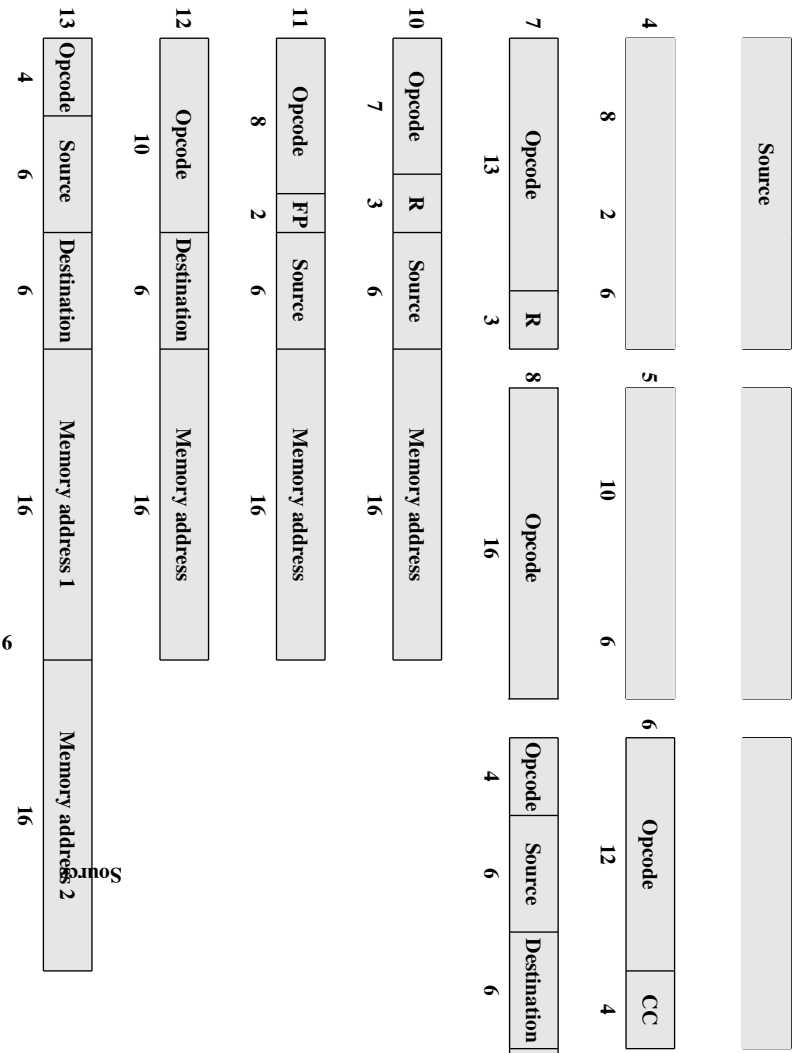 Source
4 5 6 Opcode CC
8 2 6 10 6 12 4
7 Opcode R 8 Opcode Opcode Source Destination
13 3 16 4 6 6
10 Opcode R Source Memory address
7 3 6 16
11 Opcode FP Source Memory address
8 2 6 16
12 Opcode Destination Memory address
10 6 16
13 Opcode Source Destination Memory address 1 Memory address 2
4 6 6 16 16
Source
6